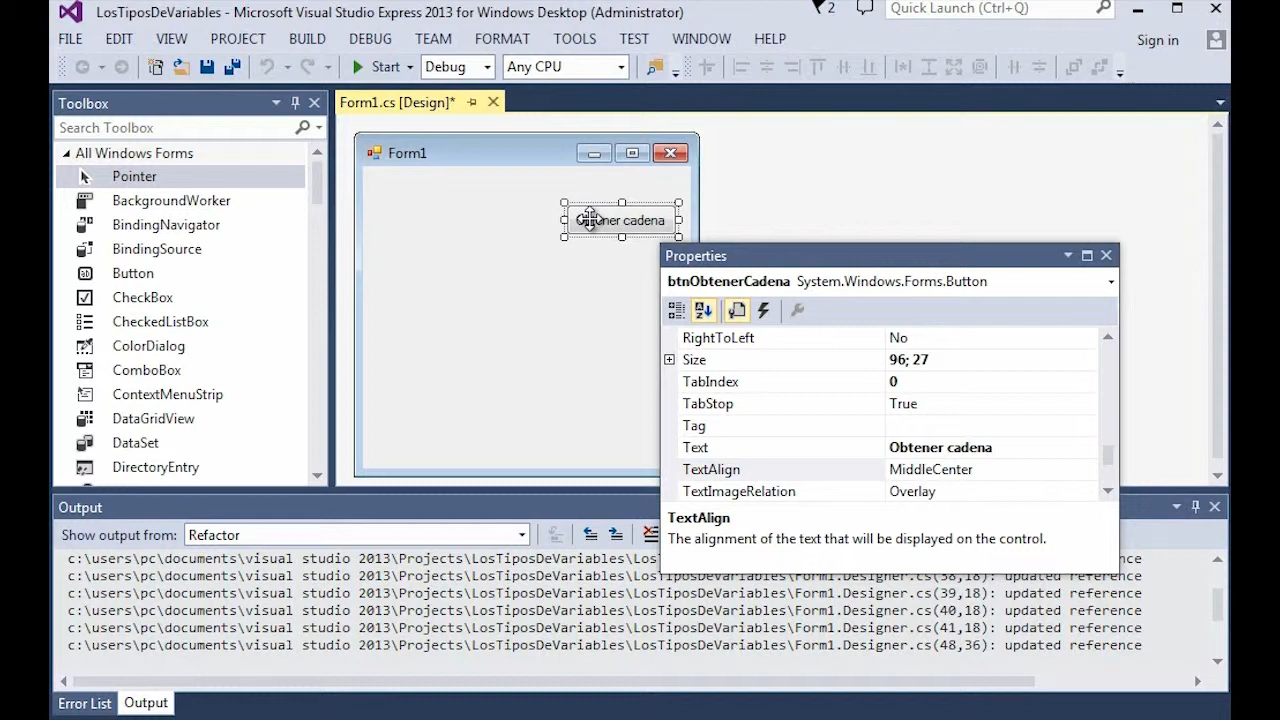 LosTiposDeVariables - Microsoft Visual Studio Express 2013 for Windows Desktop (Administrator)
2
Quick Launch (Ctrl+Q)
FILE EDIT VIEW PROJECT BUILD DEBUG TEAM FORMAT TOOLS TEST WINDOW HELP
Sign in
Start Debug Any CPU
Toolbox
Search Toolbox
All Windows Forms
Pointer
BackgroundWorker
BindingNavigator
BindingSource
Button
CheckBox
CheckedListBox
ColorDialog
ComboBox
ContextMenuStrip
DataGridView
DataSet
DirectoryEntry
Form1.cs [Design]*
Form1
cadena
Properties
btnObtenerCadena System.Windows.Forms.Button
RightToLeft No
Size 96; 27
TabIndex 0
TabStop True
Tag
Text Obtener cadena
TextAlign MiddleCenter
TextImageRelation Overlay
TextAlign
The alignment of the text that will be displayed on the control.
Output
Show output from: Refactor
c:\users\pc\documents\visual studio 2013\Projects\LosTiposDeVariables\Los
c:\users\pc\documents\visual studio 2013\Projects\LosTiposDeVariables\LosTiposDeVariables\Form1.Designer.cs(38,18): updated reference
c:\users\pc\documents\visual studio 2013\Projects\LosTiposDeVariables\LosTiposDeVariables\Form1.Designer.cs(39,18): updated reference
c:\users\pc\documents\visual studio 2013\Projects\LosTiposDeVariables\LosTiposDeVariables\Form1.Designer.cs(40,18): updated reference
c:\users\pc\documents\visual studio 2013\Projects\LosTiposDeVariables\LosTiposDeVariables\Form1.Designer.cs(41,18): updated reference
c:\users\pc\documents\visual studio 2013\Projects\LosTiposDeVariables\LosTiposDeVariables\Form1.Designer.cs(48,36): updated reference
Error List Output